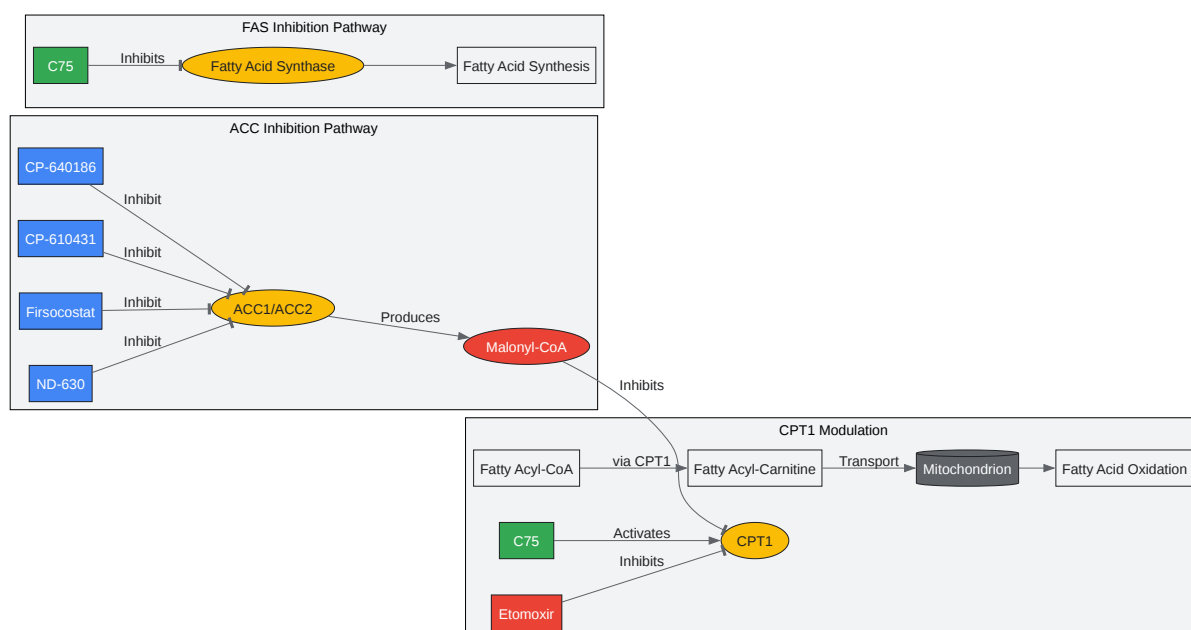 FAS Inhibition Pathway
C75
Inhibits
Fatty Acid Synthase
Fatty Acid Synthesis
ACC Inhibition Pathway
CP-640186
Inhibit
CP-610431
Inhibit
Firsocostat
Inhibit
ACC1/ACC2
Produces
Malonyl-CoA
Inhibit
ND-630
Inhibits
CPT1 Modulation
Fatty Acyl-CoA
via CPT1
Fatty Acyl-Carnitine
Transport
Mitochondrion
Fatty Acid Oxidation
C75
Activates
CPT1
Inhibits
Etomoxir